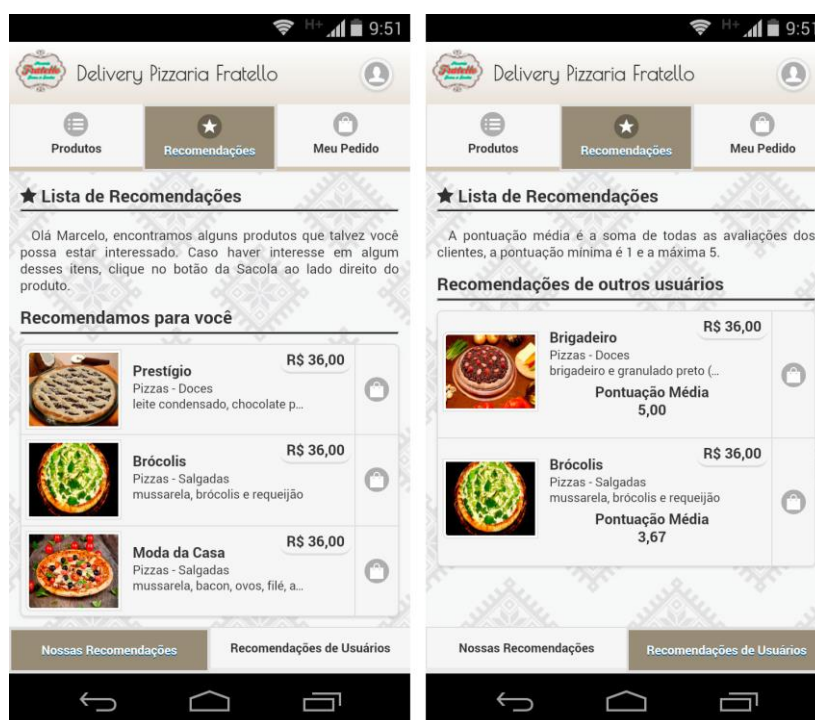 H+ 9:51
Fratello
Delivery Pizzaria Fratello
Produtos
Recomendações
Meu Pedido
Lista de Recomendações
Olá Marcelo, encontramos alguns produtos que talvez você
possa estar interessado. Caso haver interesse em algum
desses itens, clique no botão da Sacola ao lado direito do
produto.
Recomendamos para você
Prestígio
R$ 36,00
Pizzas - Doces
leite condensado, chocolate p...
Brócolis
R$ 36,00
Pizzas - Salgadas
mussarela, brócolis e requeijão
Moda da Casa
R$ 36,00
Pizzas - Salgadas
mussarela, bacon, ovos, filé, a...
Nossas Recomendações
Recomendações de Usuários
H+ 9:51
Fratello
Delivery Pizzaria Fratello
Produtos
Recomendações
Meu Pedido
Lista de Recomendações
A pontuação média é a soma de todas as avaliações dos
clientes, a pontuação mínima é 1 e a máxima 5.
Recomendações de outros usuários
Brigadeiro
R$ 36,00
Pizzas - Doces
brigadeiro e granulado preto (...
Pontuação Média
5,00
Brócolis
R$ 36,00
Pizzas - Salgadas
mussarela, brócolis e requeijão
Pontuação Média
3,67
Nossas Recomendações
Recomendações de Usuários